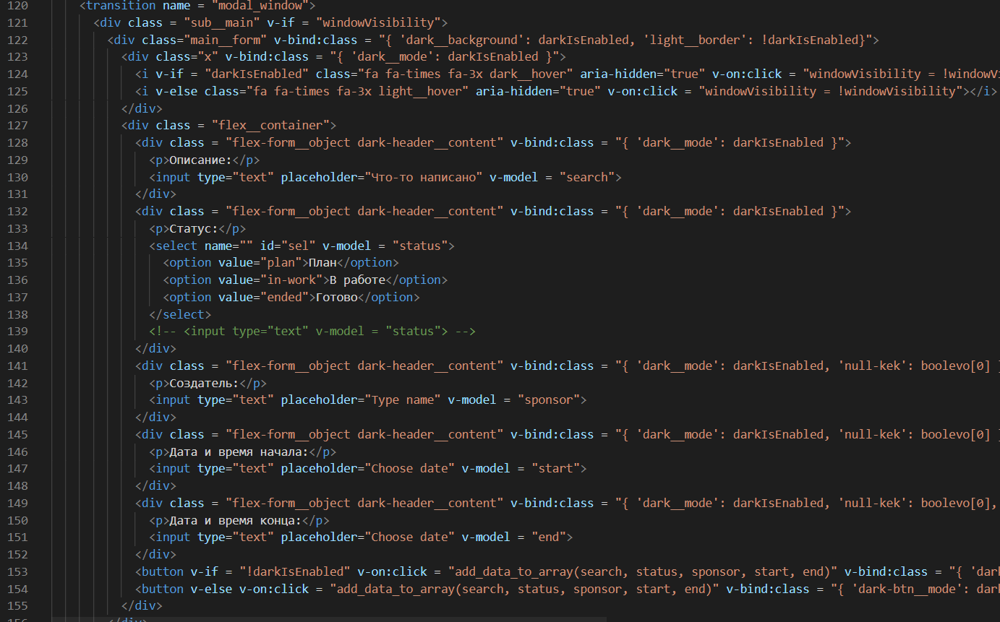 120 <transition name = "modal_window">
121 <div class = "sub__main" v-if = "windowVisibility">
122 <div class="main__form" v-bind:class = "{ 'dark__background': darkIsEnabled, 'light__border': !darkIsEnabled}">
123 <div class="x" v-bind:class = "{ 'dark__mode': darkIsEnabled }">
124 <i v-if = "darkIsEnabled" class="fa fa-times fa-3x dark__hover" aria-hidden="true" v-on:click = "windowVisibility = !windowV
125 <i v-else class="fa fa-times fa-3x light__hover" aria-hidden="true" v-on:click = "windowVisibility = !windowVisibility"></i>
126 </div>
127 <div class = "flex__container">
128 <div class = "flex-form__object dark-header__content" v-bind:class = "{ 'dark__mode': darkIsEnabled }">
129 <p>Описание:</p>
130 <input type="text" placeholder="Что-то написано" v-model = "search">
131 </div>
132 <div class = "flex-form__object dark-header__content" v-bind:class = "{ 'dark__mode': darkIsEnabled }">
133 <p>Статус:</p>
134 <select name="" id="sel" v-model = "status">
135 <option value="plan">План</option>
136 <option value="in-work">В работе</option>
137 <option value="ended">Готово</option>
138 </select>
139 <!-- <input type="text" v-model = "status"> -->
140 </div>
141 <div class = "flex-form__object dark-header__content" v-bind:class = "{ 'dark__mode': darkIsEnabled, 'null-kek': boolevo[0] }
142 <p>Создатель:</p>
143 <input type="text" placeholder="Type name" v-model = "sponsor">
144 </div>
145 <div class = "flex-form__object dark-header__content" v-bind:class = "{ 'dark__mode': darkIsEnabled, 'null-kek': boolevo[0] }
146 <p>Дата и время начала:</p>
147 <input type="text" placeholder="Choose date" v-model = "start">
148 </div>
149 <div class = "flex-form__object dark-header__content" v-bind:class = "{ 'dark__mode': darkIsEnabled, 'null-kek': boolevo[0],
150 <p>Дата и время конца:</p>
151 <input type="text" placeholder="Choose date" v-model = "end">
152 </div>
153 <button v-if = "!darkIsEnabled" v-on:click = "add_data_to_array(search, status, sponsor, start, end)" v-bind:class = "{ 'dark
154 <button v-else v-on:click = "add_data_to_array(search, status, sponsor, start, end)" v-bind:class = "{ 'dark-btn__mode': dark
155 </div>
156 </div>